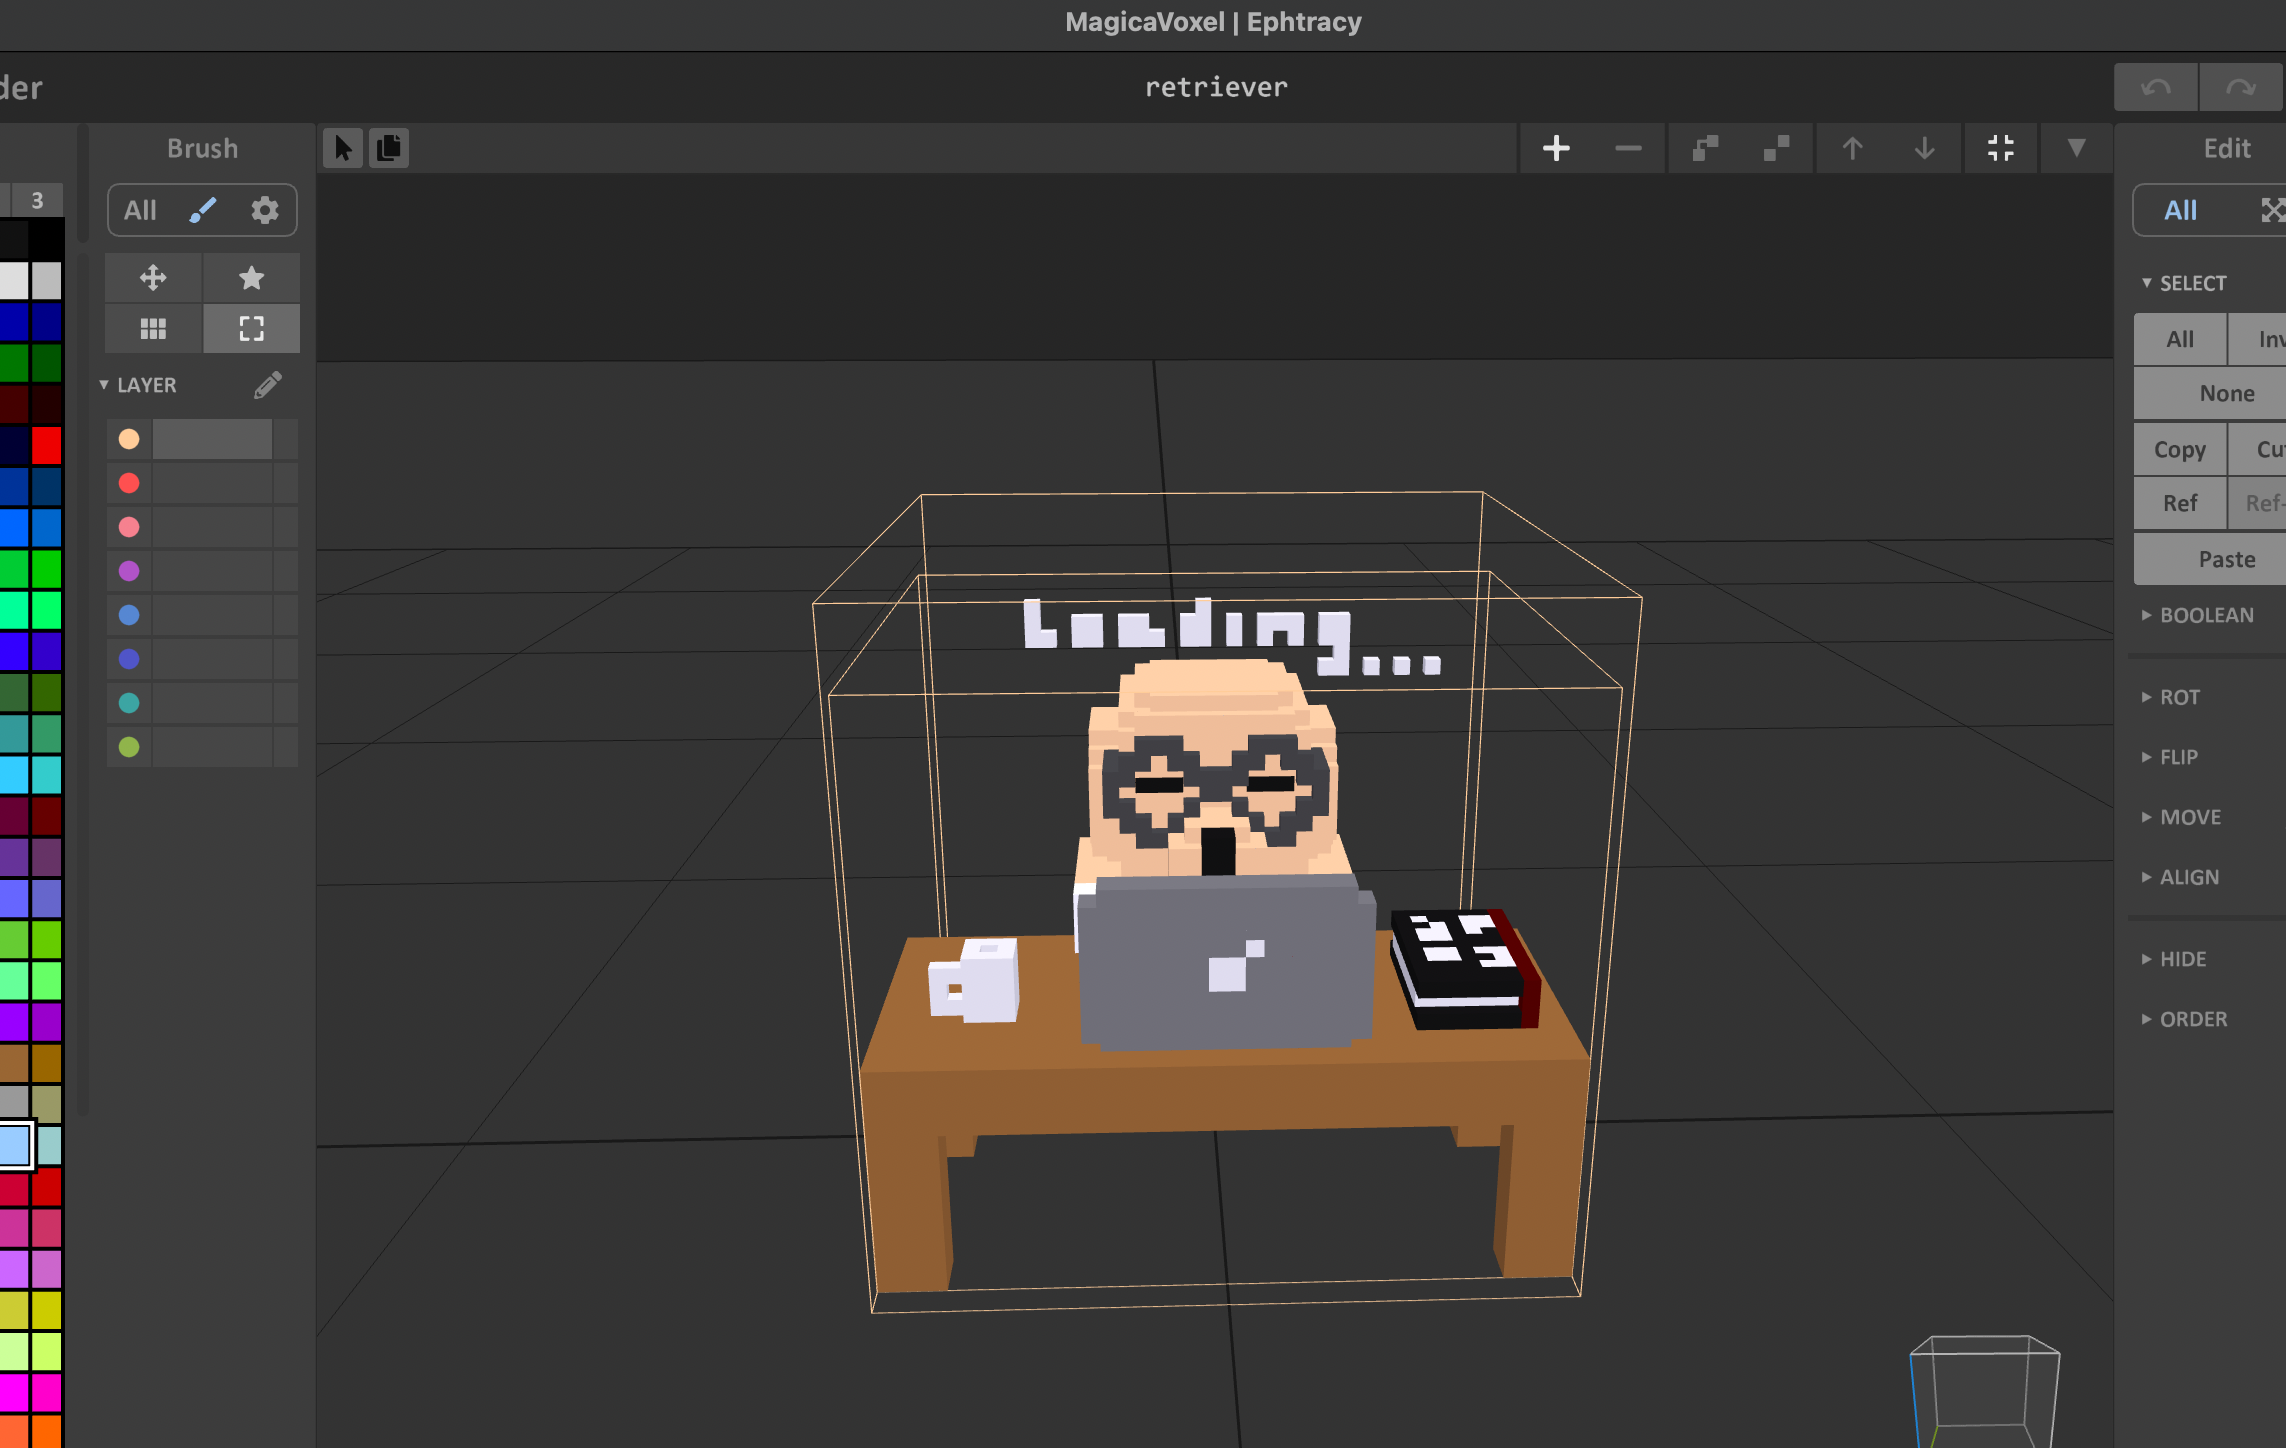 MagicaVoxel | Ephtracy
der
retriever
Brush
Edit
3
All
All
SELECT
All
Inv
LAYER
None
Copy
Cu
Ref
Ref-
Paste
BOOLEAN
Loading...
ROT
FLIP
MOVE
ALIGN
HIDE
ORDER